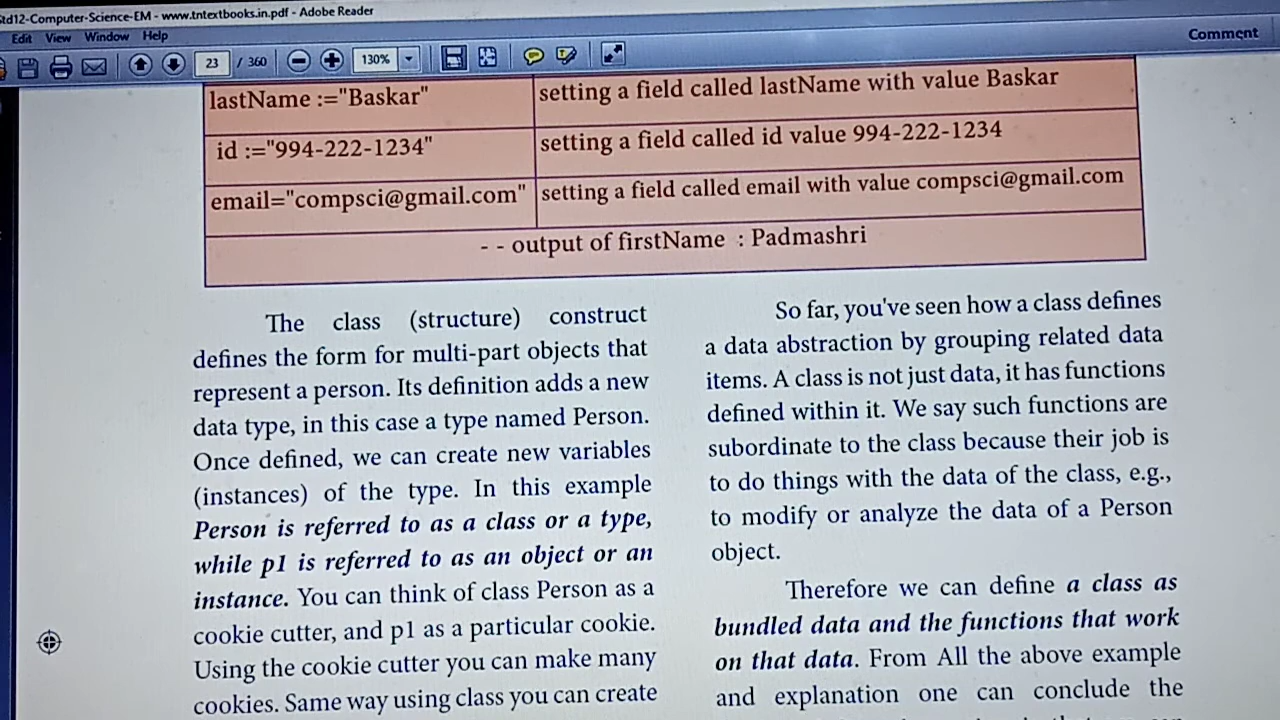 td12-Computer-Science-EM - www.tntextbooks.in.pdf - Adobe Reader
Edit View Window Help
23 / 360 130% Comment
lastName :="Baskar" setting a field called lastName with value Baskar
id :="994-222-1234" setting a field called id value 994-222-1234
email="compsci@gmail.com" setting a field called email with value compsci@gmail.com
- - output of firstName : Padmashri
The class (structure) construct
defines the form for multi-part objects that
represent a person. Its definition adds a new
data type, in this case a type named Person.
Once defined, we can create new variables
(instances) of the type. In this example
Person is referred to as a class or a type,
while p1 is referred to as an object or an
instance. You can think of class Person as a
cookie cutter, and p1 as a particular cookie.
Using the cookie cutter you can make many
cookies. Same way using class you can create
So far, you've seen how a class defines
a data abstraction by grouping related data
items. A class is not just data, it has functions
defined within it. We say such functions are
subordinate to the class because their job is
to do things with the data of the class, e.g.,
to modify or analyze the data of a Person
object.
Therefore we can define a class as
bundled data and the functions that work
on that data. From All the above example
and explanation one can conclude the